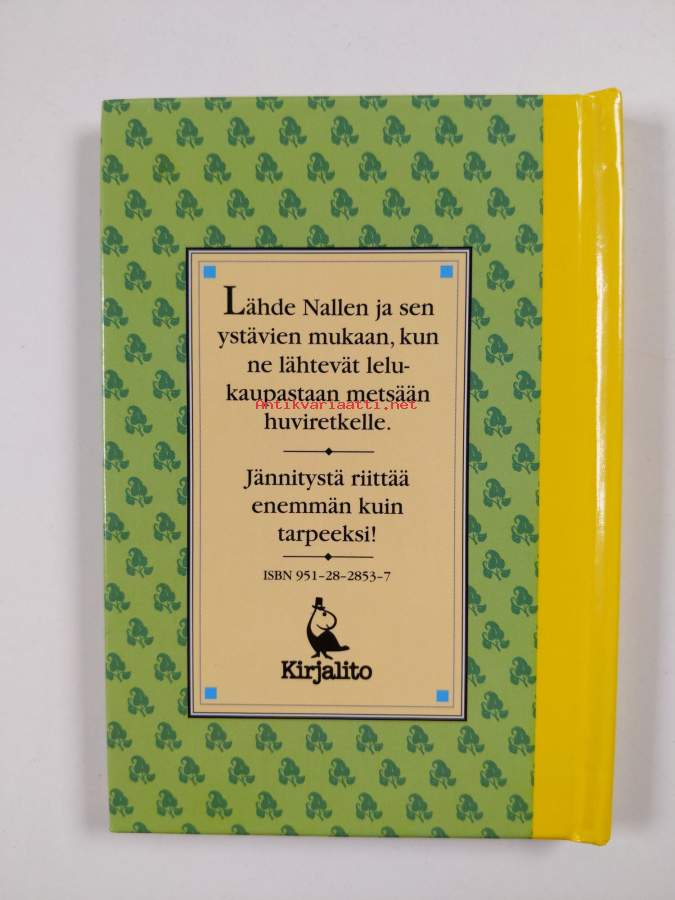 Lähde Nallen ja sen
ystävien mukaan, kun
ne lähtevät lelu-
kaupastaan metsään
Antikvariaatti.net
huviretkelle.
Jännitystä riittää
enemmän kuin
tarpeeksi!
ISBN 951-28-2853-7
Kirjalito